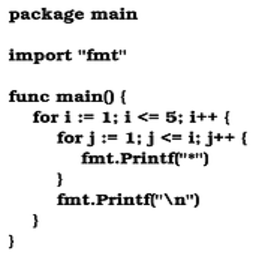 package main
import "fmt"
func main() {
for i := 1; i <= 5; i++ {
for j := 1; j <= i; j++ {
fmt.Printf("*")
}
fmt.Printf("\n")
}
}